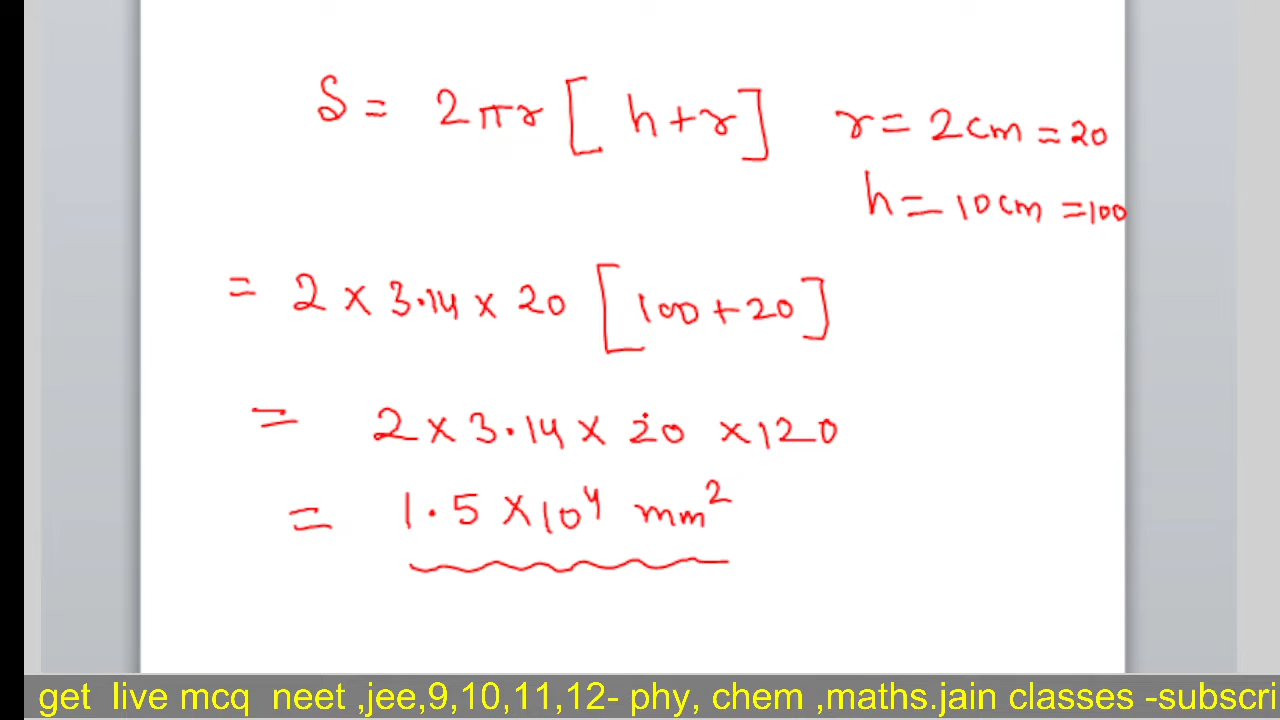 S = 2πr [ h+r ] r = 2cm = 20
h = 10cm = 100
= 2 × 3.14 × 20 [ 100 + 20 ]
= 2 × 3.14 × 20 × 120
= 1.5 × 10⁴ mm²
get live mcq neet ,jee,9,10,11,12- phy, chem ,maths.jain classes -subscri